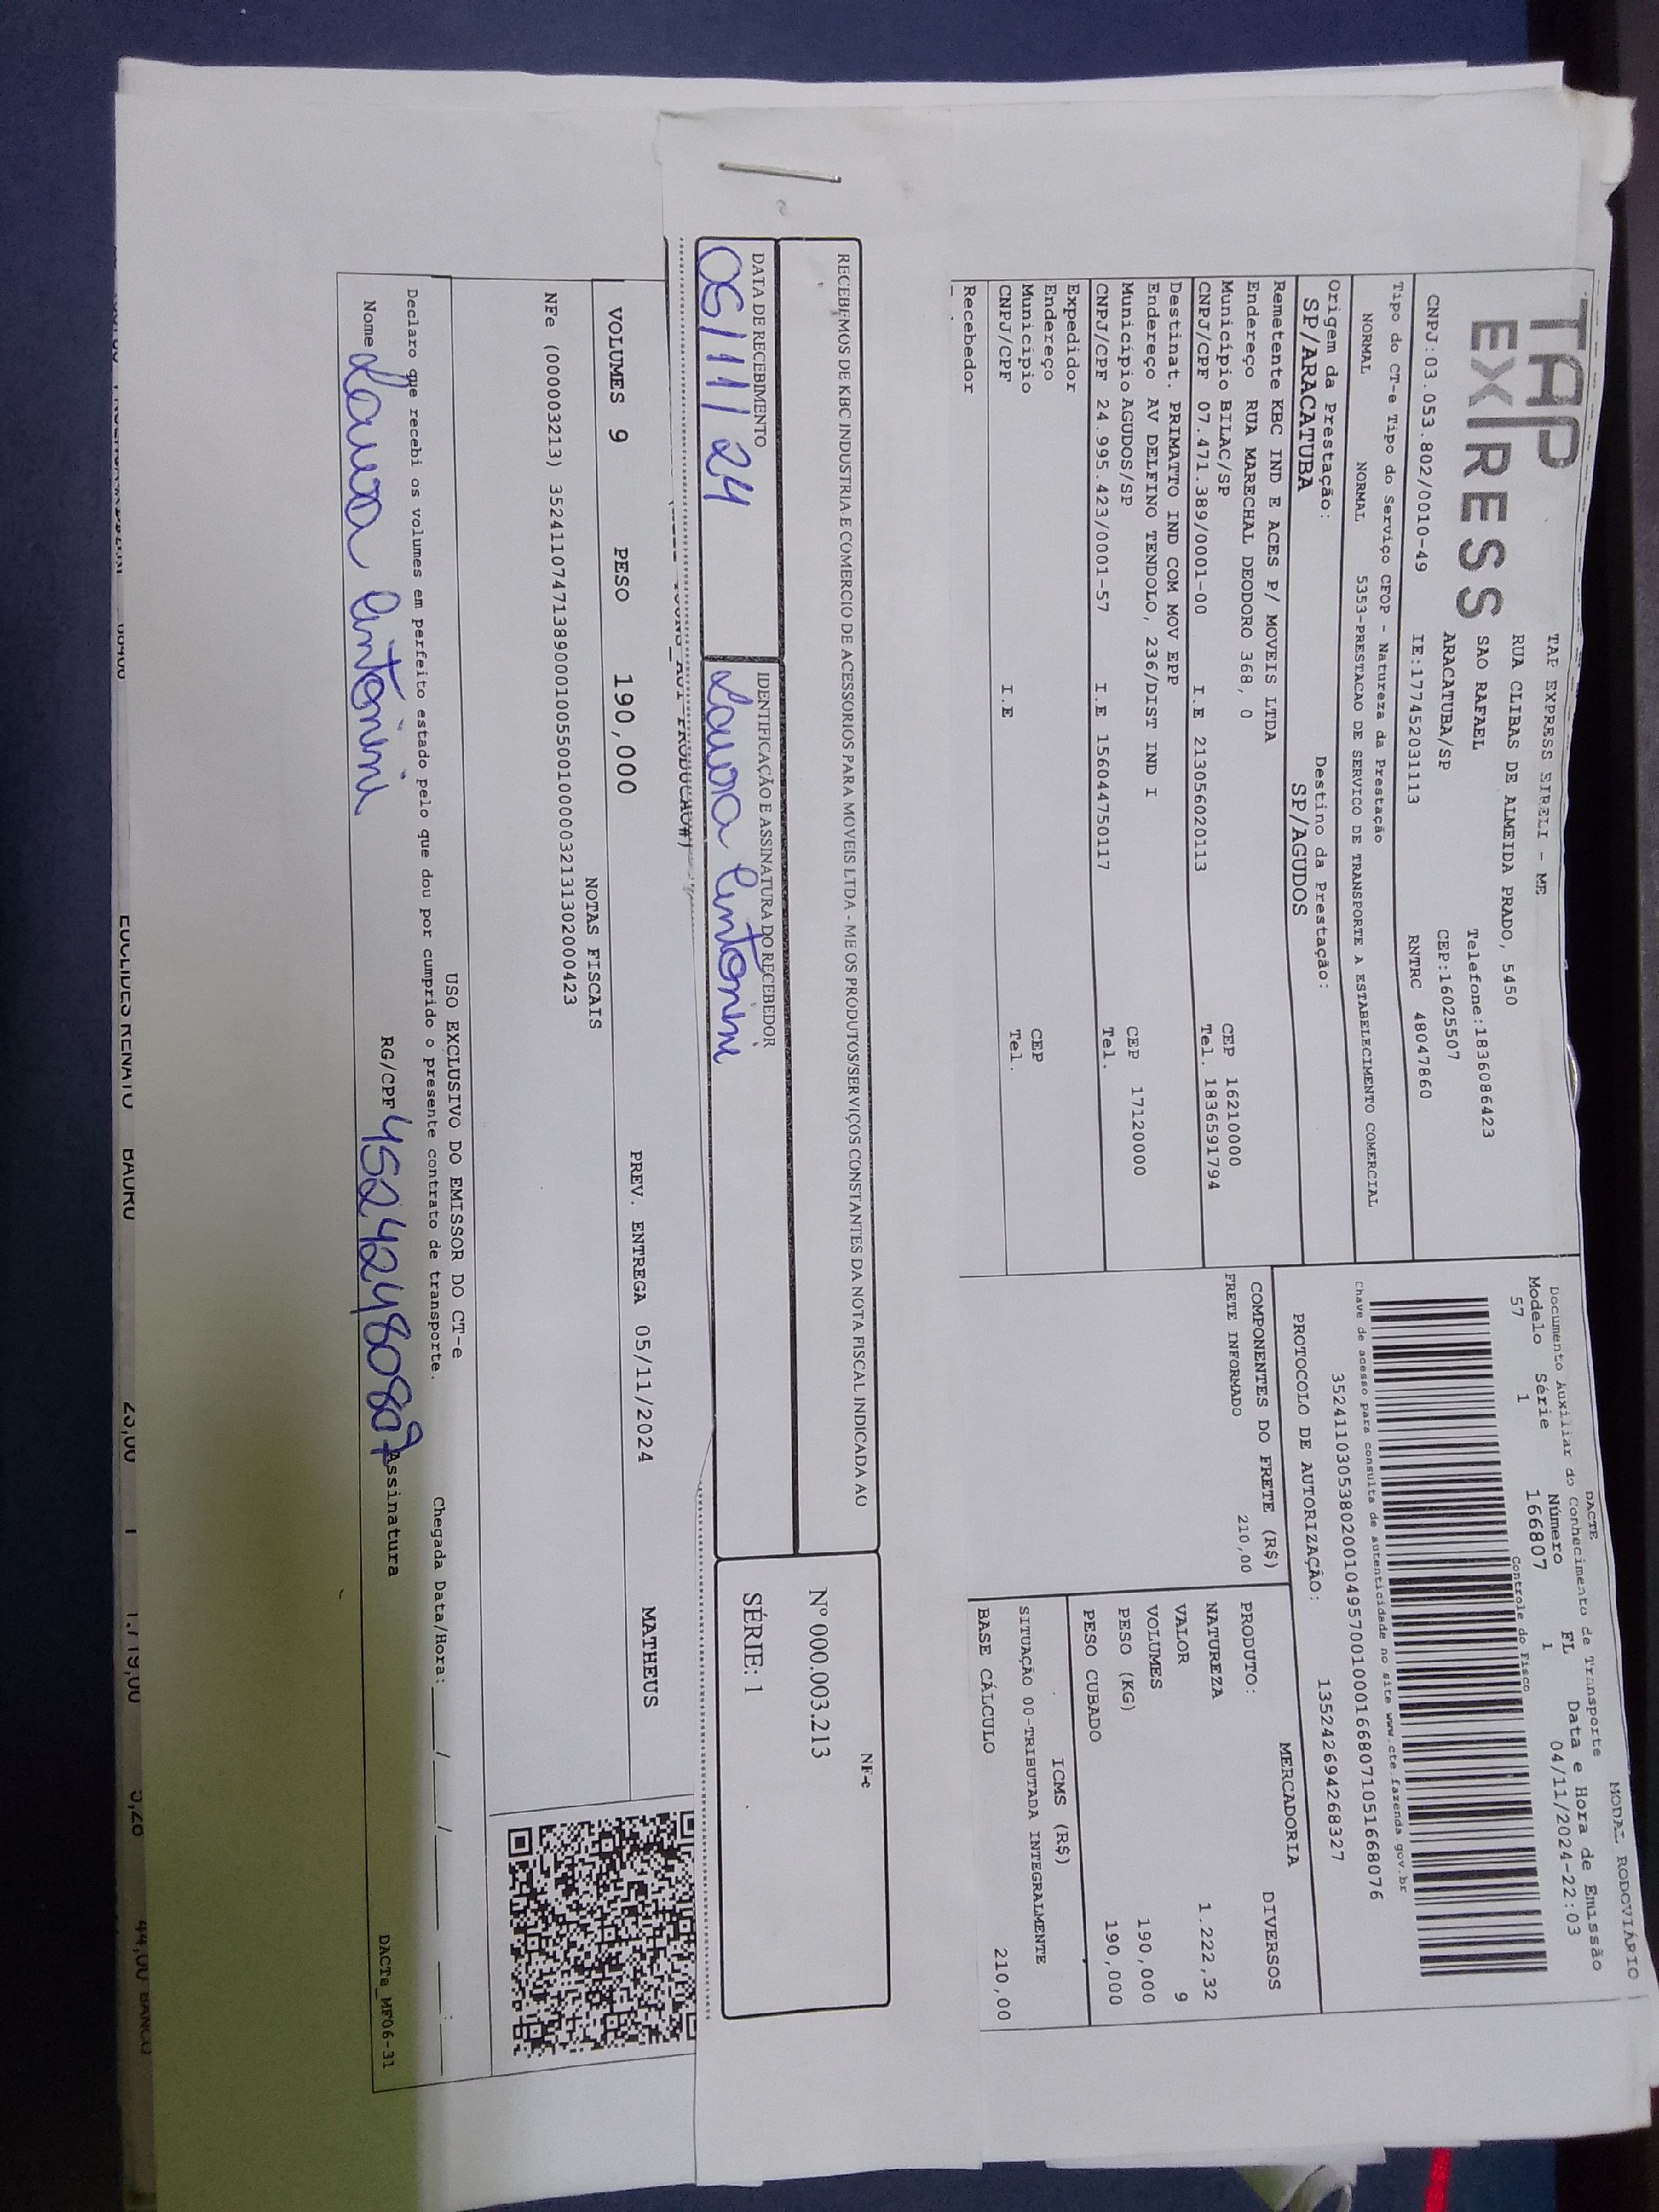 TAP
EXPRESS
TAP EXPRESS EIRELI - ME
RUA CLIBAS DE ALMEIDA PRADO, 5450
SAO RAFAEL Telefone:1836086423
ARACATUBA/SP CEP:16025507
CNPJ:03.053.802/0010-49 IE:177452031113 RNTRC 48047860
Tipo do CT-e Tipo do Serviço CFOP - Natureza da Prestação
NORMAL NORMAL 5353-PRESTACAO DE SERVICO DE TRANSPORTE A ESTABELECIMENTO COMERCIAL
Origem da Prestação: Destino da Prestação:
SP/ARACATUBA SP/AGUDOS
Remetente KBC IND E ACES P/ MOVEIS LTDA
Endereço RUA MARECHAL DEODORO 368, 0
Município BILAC/SP CEP 16210000
CNPJ/CPF 07.471.389/0001-00 I.E 213056020113 Tel. 1836591794
Destinat. PRIMATTO IND COM MOV EPP
Endereço AV DELFINO TENDOLO, 236/DIST IND I
Municipio AGUDOS/SP CEP 17120000
CNPJ/CPF 24.995.423/0001-57 I.E 156044750117 Tel.
Expedidor
Endereço
Municipio CEP
CNPJ/CPF I.E Tel.
Recebedor
MODAL RODOVIÁRIO
DACTE
Documento Auxiliar do Conhecimento de Transporte
Modelo Série Número FL Data e Hora de Emissão
57 1 166807 1 04/11/2024-22:03
Controle do Fisco
Chave de acesso para consulta de autenticidade no site www.cte.fazenda.gov.br
35241103053802001049570010001668071051668076
PROTOCOLO DE AUTORIZAÇÃO: 135242694268327
COMPONENTES DO FRETE (R$)
FRETE INFORMADO 210,00
MERCADORIA
PRODUTO: DIVERSOS
NATUREZA
VALOR 1.222,32
VOLUMES 9
PESO (KG) 190,000
PESO CUBADO 190,000
ICMS (R$)
SITUAÇÃO 00-TRIBUTADA INTEGRALMENTE
BASE CÁLCULO 210,00
RECEBEMOS DE KBC INDUSTRIA E COMERCIO DE ACESSORIOS PARA MOVEIS LTDA - ME OS PRODUTOS/SERVIÇOS CONSTANTES DA NOTA FISCAL INDICADA AO
NF-e
Nº 000.003.213
SÉRIE: 1
DATA DE RECEBIMENTO IDENTIFICAÇÃO E ASSINATURA DO RECEBEDOR
05/11/24 Laura Antonini
VOLUMES 9 PESO 190,000 PREV. ENTREGA 05/11/2024 MATHEUS
NOTAS FISCAIS
NFe (000003213) 35241107471389000100550010000032131302000423
USO EXCLUSIVO DO EMISSOR DO CT-e
Declaro que recebi os volumes em perfeito estado pelo que dou por cumprido o presente contrato de transporte. Chegada Data/Hora: ____/____/____ ___:___
Nome Laura Antonini RG/CPF 45242480807 Assinatura
DACTe_MF06-31
EUCLIDES RENATO BAURU